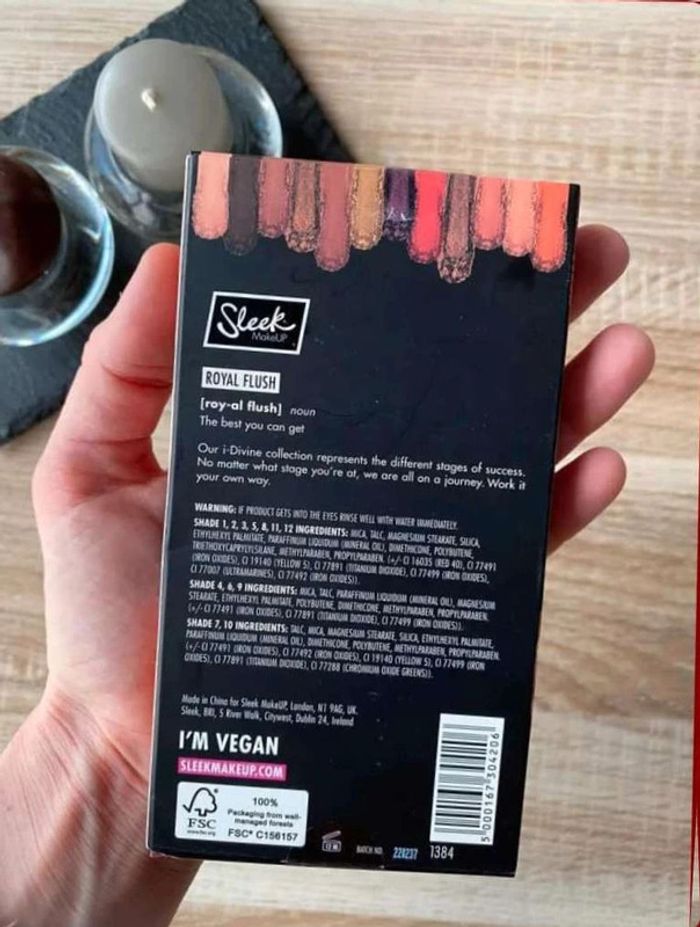 Sleek
MakeUP
ROYAL FLUSH
[roy-al flush] noun
The best you can get
Our i-Divine collection represents the different stages of success.
No matter what stage you're at, we are all on a journey. Work it
your own way.
WARNING: IF PRODUCT GETS INTO THE EYES RINSE WELL WITH WATER IMMEDIATELY.
SHADE 1, 2, 3, 5, 8, 11, 12 INGREDIENTS: MICA, TALC, MAGNESIUM STEARATE, SILICA,
ETHYLHEXYL PALMITATE, PARAFFINUM LIQUIDUM (MINERAL OIL), DIMETHICONE, POLYBUTENE,
TRIETHOXYCAPRYLYLSILANE, METHYLPARABEN, PROPYLPARABEN. (+/-CI 16035 (RED 40), CI 77491
(IRON OXIDES), CI 19140 (YELLOW 5), CI 77891 (TITANIUM DIOXIDE), CI 77499 (IRON OXIDES),
CI 77007 (ULTRAMARINES), CI 77492 (IRON OXIDES)).
SHADE 4, 6, 9 INGREDIENTS: MICA, TALC, PARAFFINUM LIQUIDUM (MINERAL OIL), MAGNESIUM
STEARATE, ETHYLHEXYL PALMITATE, POLYBUTENE, DIMETHICONE, METHYLPARABEN, PROPYLPARABEN.
(+/-CI 77491 (IRON OXIDES), CI 77891 (TITANIUM DIOXIDE), CI 77499 (IRON OXIDES)).
SHADE 7, 10 INGREDIENTS: TALC, MICA, MAGNESIUM STEARATE, SILICA, ETHYLHEXYL PALMITATE,
PARAFFINUM LIQUIDUM (MINERAL OIL), DIMETHICONE, POLYBUTENE, METHYLPARABEN, PROPYLPARABEN.
(+/-CI 77491 (IRON OXIDES), CI 77492 (IRON OXIDES), CI 19140 (YELLOW 5), CI 77499 (IRON
OXIDES), CI 77891 (TITANIUM DIOXIDE), CI 77288 (CHROMIUM OXIDE GREENS)).
Made in China for Sleek MakeUP, London, N1 9AG, UK.
Sleek, BRI, 5 River Walk, Citywest, Dublin 24, Ireland
I'M VEGAN
SLEEKMAKEUP.COM
FSC
www.fsc.org
100%
Packaging from well-
managed forests
FSC® C156157
12 M
BATCH NO. 221237 1384
5 000167 304206